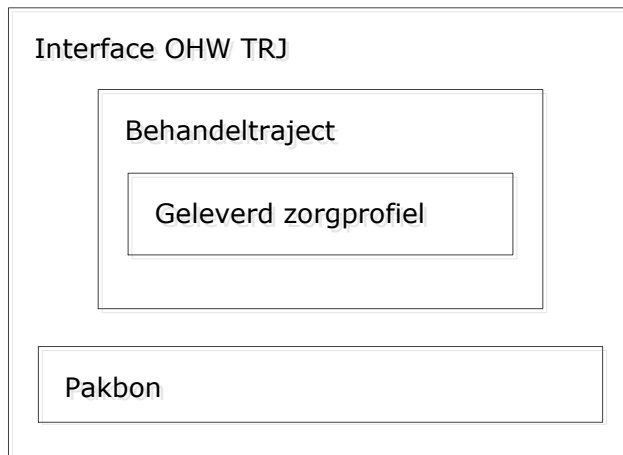 Interface OHW TRJ
Behandeltraject
Geleverd zorgprofiel
Pakbon